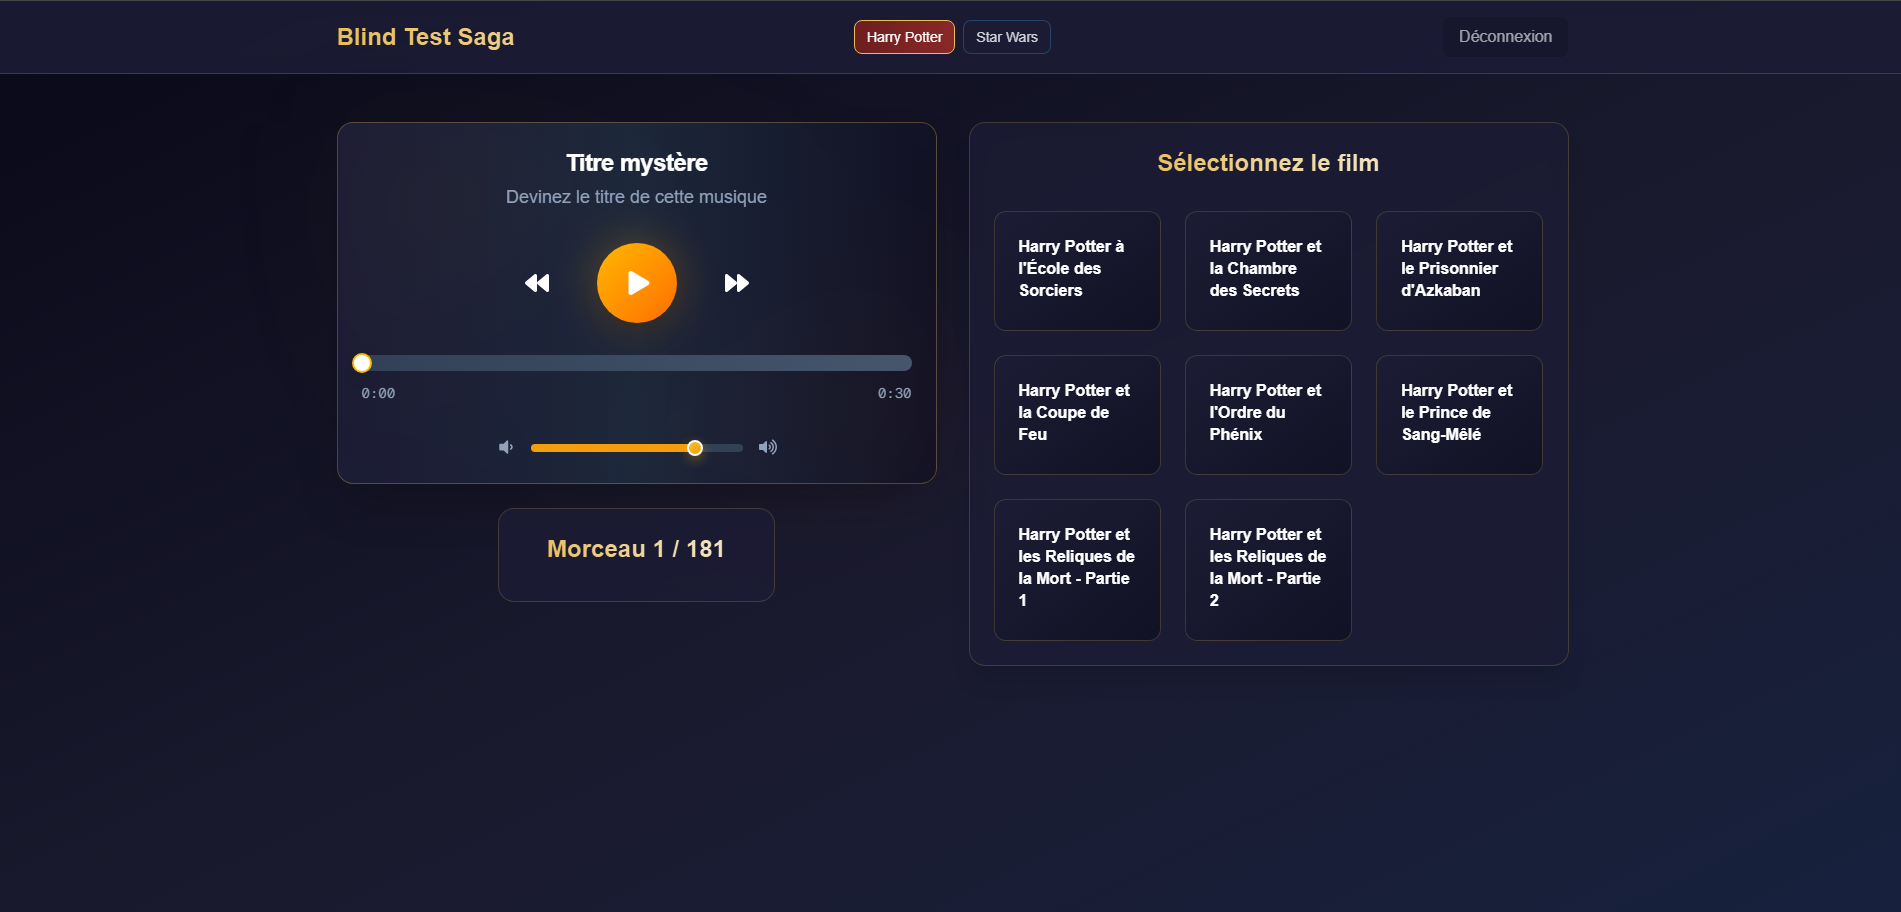 Blind Test Saga
Harry Potter
Star Wars
Déconnexion
Titre mystère
Devinez le titre de cette musique
0:00
0:30
Morceau 1 / 181
Sélectionnez le film
Harry Potter à
l'École des
Sorciers
Harry Potter et
la Chambre
des Secrets
Harry Potter et
le Prisonnier
d'Azkaban
Harry Potter et
la Coupe de
Feu
Harry Potter et
l'Ordre du
Phénix
Harry Potter et
le Prince de
Sang-Mêlé
Harry Potter et
les Reliques de
la Mort - Partie
1
Harry Potter et
les Reliques de
la Mort - Partie
2